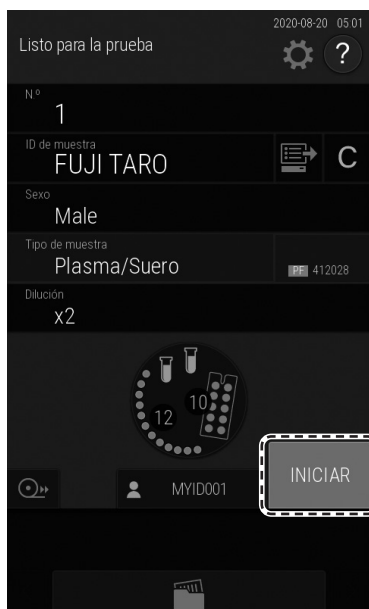 2020-08-20 05:01
Listo para la prueba
?
N.º
1
ID de muestra
FUJI TARO
C
Sexo
Male
Tipo de muestra
Plasma/Suero
PF 412028
Dilución
x2
12
10
MYID001
INICIAR